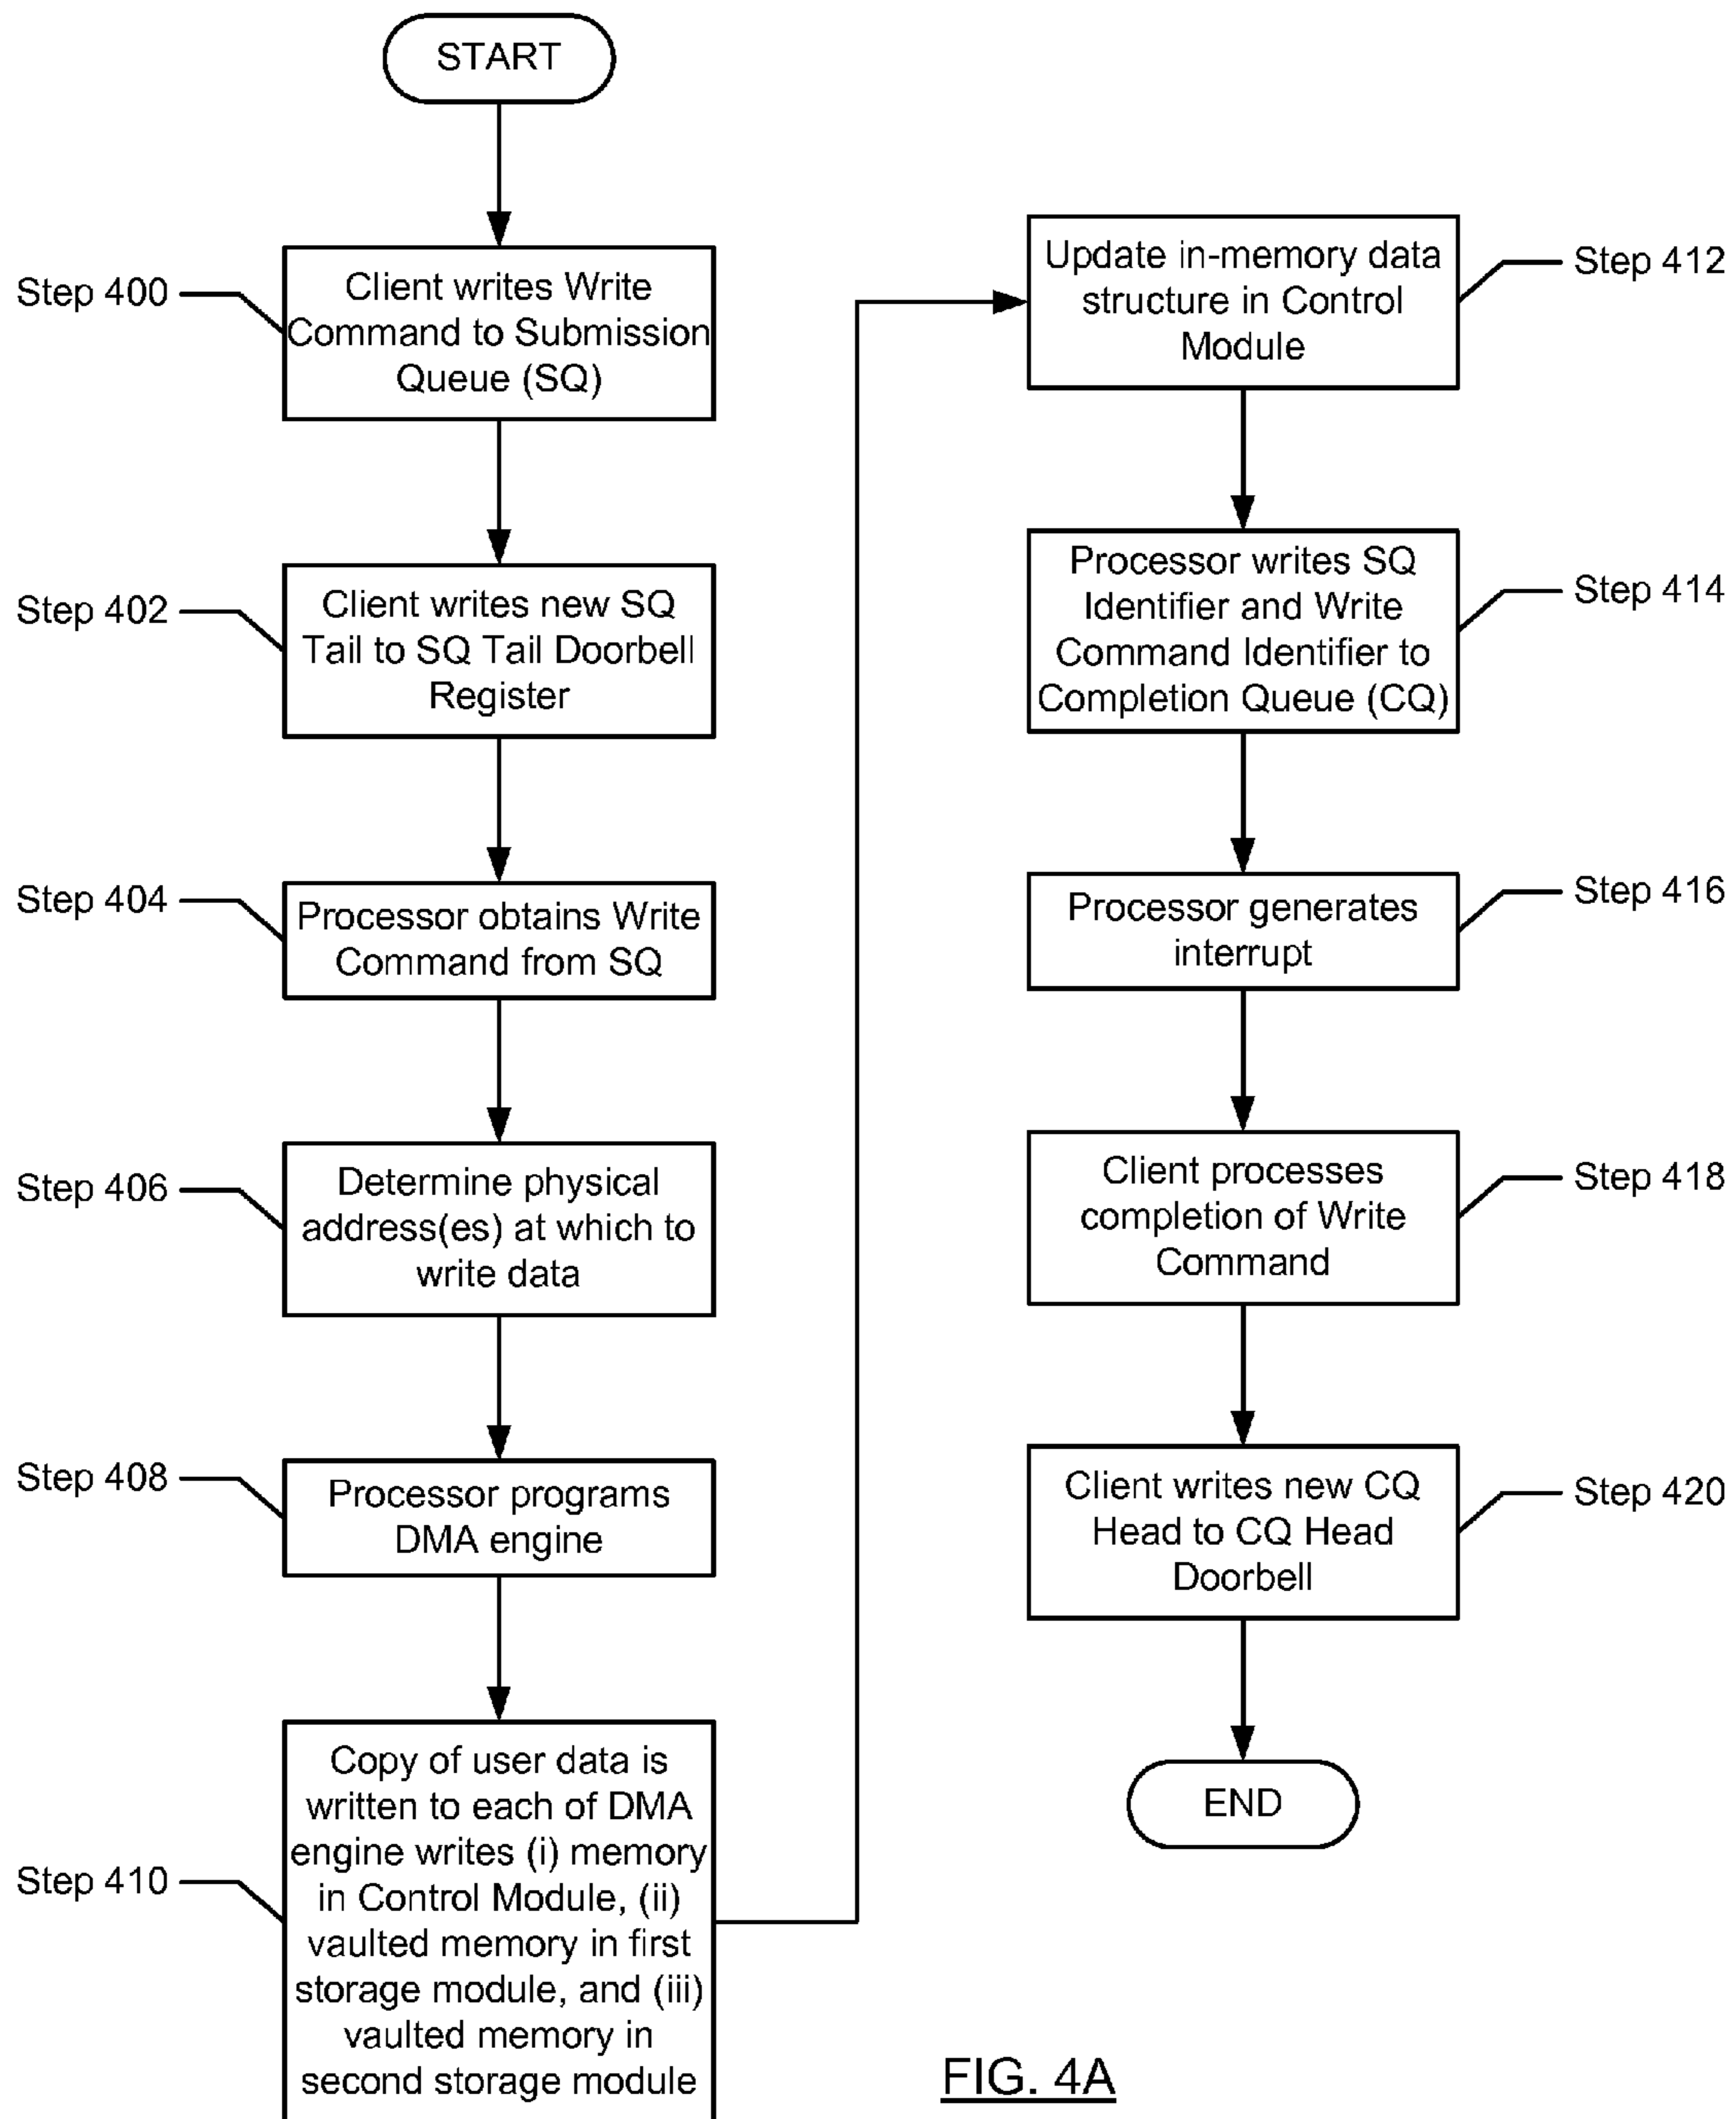 START
Step 400
Client writes Write
Command to Submission
Queue (SQ)
Step 402
Client writes new SQ
Tail to SQ Tail Doorbell
Register
Step 404
Processor obtains Write
Command from SQ
Step 406
Determine physical
address(es) at which to
write data
Step 408
Processor programs
DMA engine
Step 410
Copy of user data is
written to each of DMA
engine writes (i) memory
in Control Module, (ii)
vaulted memory in first
storage module, and (iii)
vaulted memory in
second storage module
Update in-memory data
structure in Control
Module
Step 412
Processor writes SQ
Identifier and Write
Command Identifier to
Completion Queue (CQ)
Step 414
Processor generates
interrupt
Step 416
Client processes
completion of Write
Command
Step 418
Client writes new CQ
Head to CQ Head
Doorbell
Step 420
END
FIG. 4A